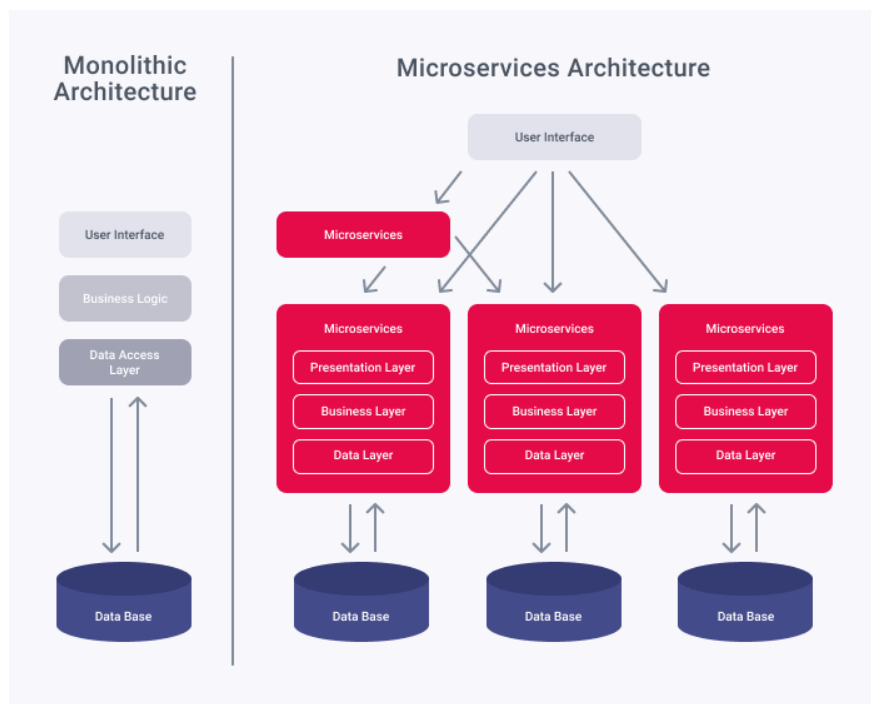 Monolithic
Architecture
User Interface
Business Logic
Data Access
Layer
Data Base
Microservices Architecture
User Interface
Microservices
Microservices
Presentation Layer
Business Layer
Data Layer
Data Base
Microservices
Presentation Layer
Business Layer
Data Layer
Data Base
Microservices
Presentation Layer
Business Layer
Data Layer
Data Base